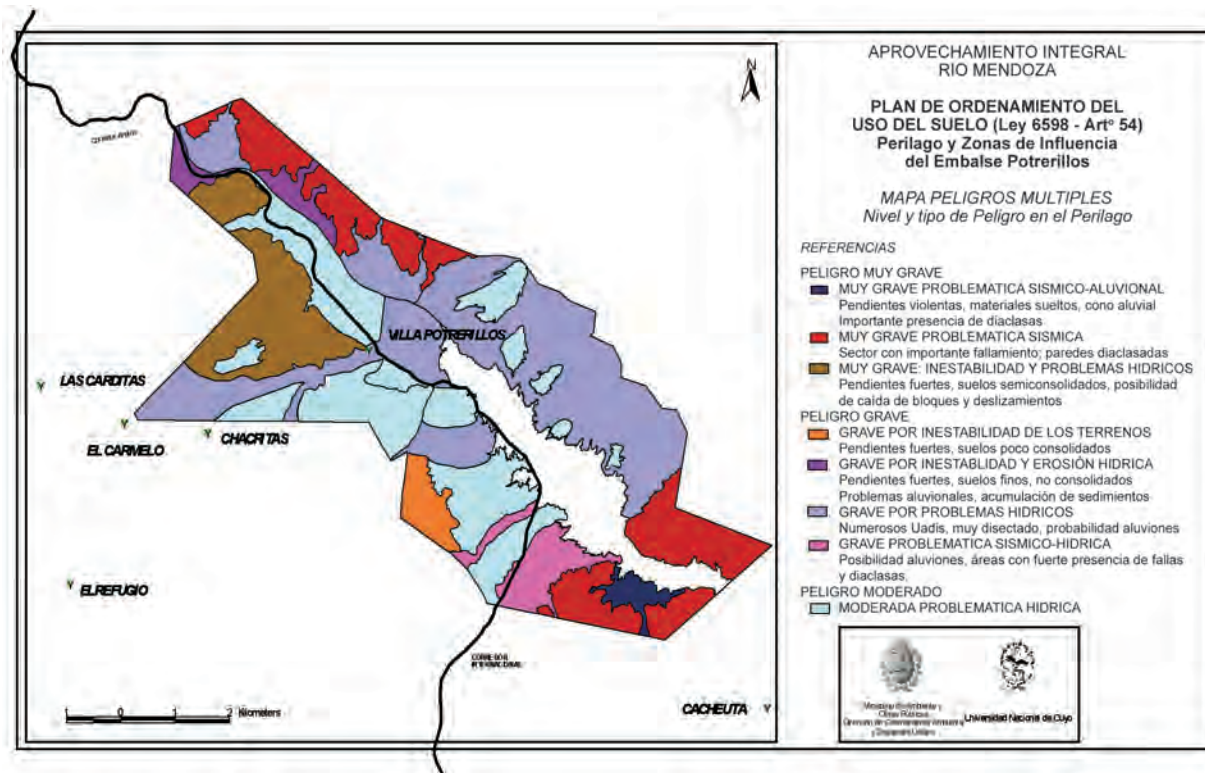 APROVECHAMIENTO INTEGRAL
RIO MENDOZA
PLAN DE ORDENAMIENTO DEL
USO DEL SUELO (Ley 6598 - Artº 54)
Perilago y Zonas de Influencia
del Embalse Potrerillos
MAPA PELIGROS MULTIPLES
Nivel y tipo de Peligro en el Perilago
REFERENCIAS
PELIGRO MUY GRAVE
MUY GRAVE PROBLEMATICA SISMICO-ALUVIONAL
Pendientes violentas, materiales sueltos, cono aluvial
Importante presencia de diaclasas
MUY GRAVE PROBLEMATICA SISMICA
Sector con importante fallamiento; paredes diaclasadas
MUY GRAVE: INESTABILIDAD Y PROBLEMAS HIDRICOS
Pendientes fuertes, suelos semiconsolidados, posibilidad
de caída de bloques y deslizamientos
PELIGRO GRAVE
GRAVE POR INESTABILIDAD DE LOS TERRENOS
Pendientes fuertes, suelos poco consolidados
GRAVE POR INESTABLIDAD Y EROSIÓN HIDRICA
Pendientes fuertes, suelos finos, no consolidados
Problemas aluvionales, acumulación de sedimientos
GRAVE POR PROBLEMAS HIDRICOS
Numerosos Uadis, muy disectado, probabilidad aluviones
GRAVE PROBLEMATICA SISMICO-HIDRICA
Posibilidad aluviones, áreas con fuerte presencia de fallas
y diaclasas,
PELIGRO MODERADO
MODERADA PROBLEMATICA HIDRICA
Universidad Nacional de Cuyo
N
VILLA POTRERILLOS
LAS CARDITAS
EL CARMELO
CHACRITAS
EL REFUGIO
CORREDOR
INTERNACIONAL
CACHEUTA
1 0 1 2 Kilometers